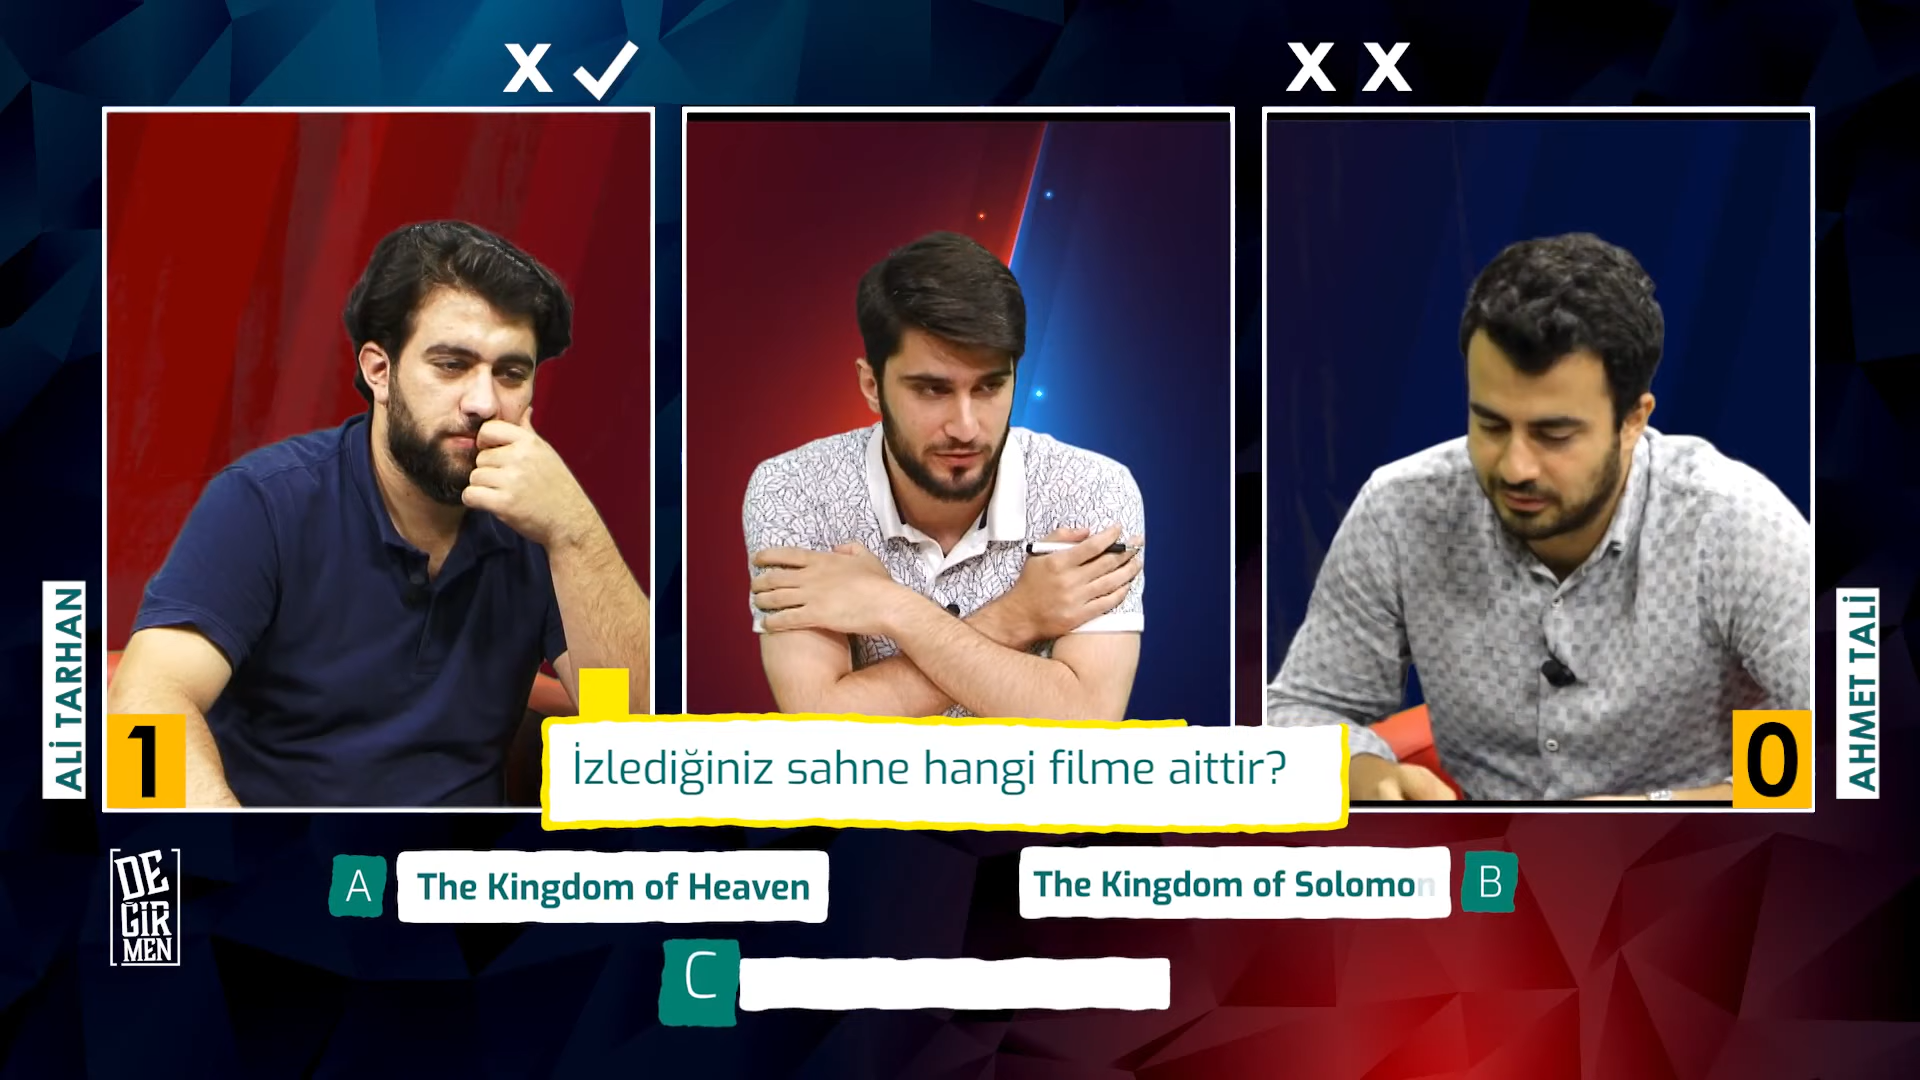 X ✓
X X
ALİ TARHAN
1
0
AHMET TALİ
İzlediğiniz sahne hangi filme aittir?
A
The Kingdom of Heaven
The Kingdom of Solomon
B
C
DE
ĞİR
MEN